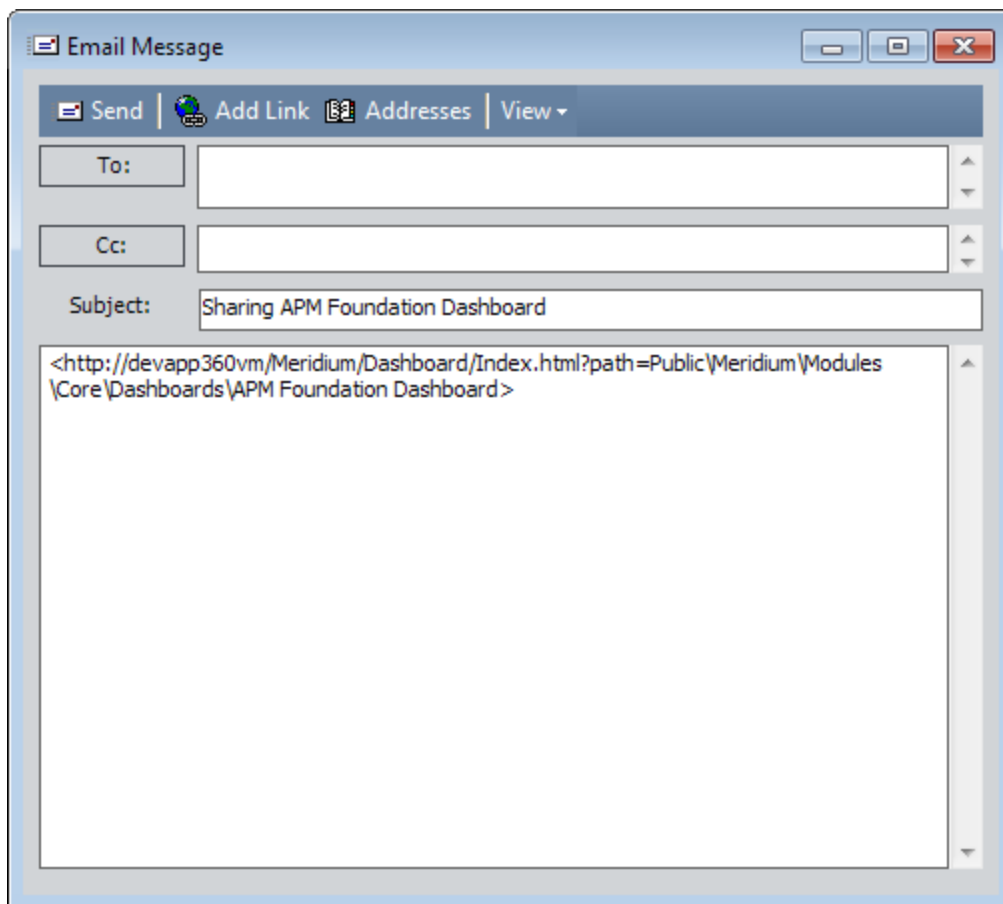 Email Message
Send Add Link Addresses View
To:
Cc:
Subject: Sharing APM Foundation Dashboard
<http://devapp360vm/Meridium/Dashboard/Index.html?path=Public\Meridium\Modules
\Core\Dashboards\APM Foundation Dashboard>